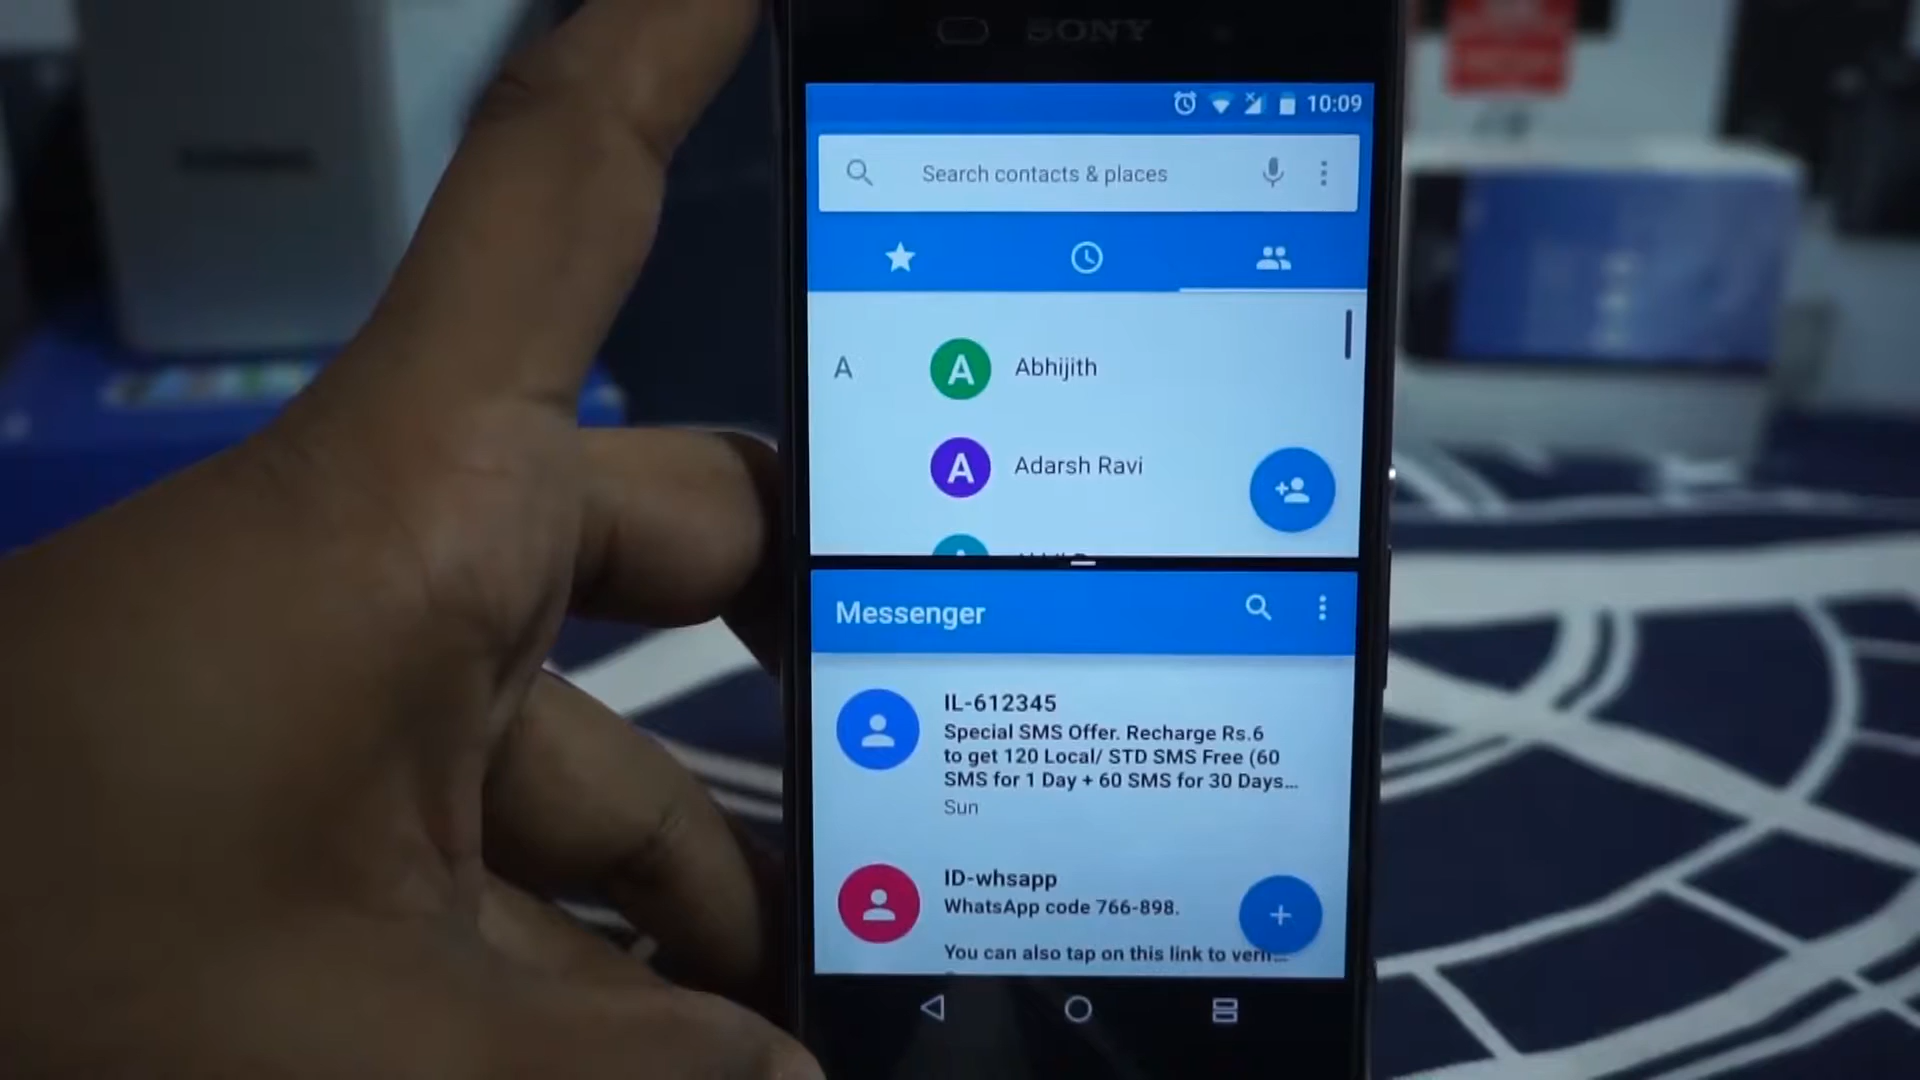 SONY
10:09
Search contacts & places
A
A Abhijith
A Adarsh Ravi
Messenger
IL-612345
Special SMS Offer. Recharge Rs.6
to get 120 Local/ STD SMS Free (60
SMS for 1 Day + 60 SMS for 30 Days...
Sun
ID-whsapp
WhatsApp code 766-898.
You can also tap on this link to verif...